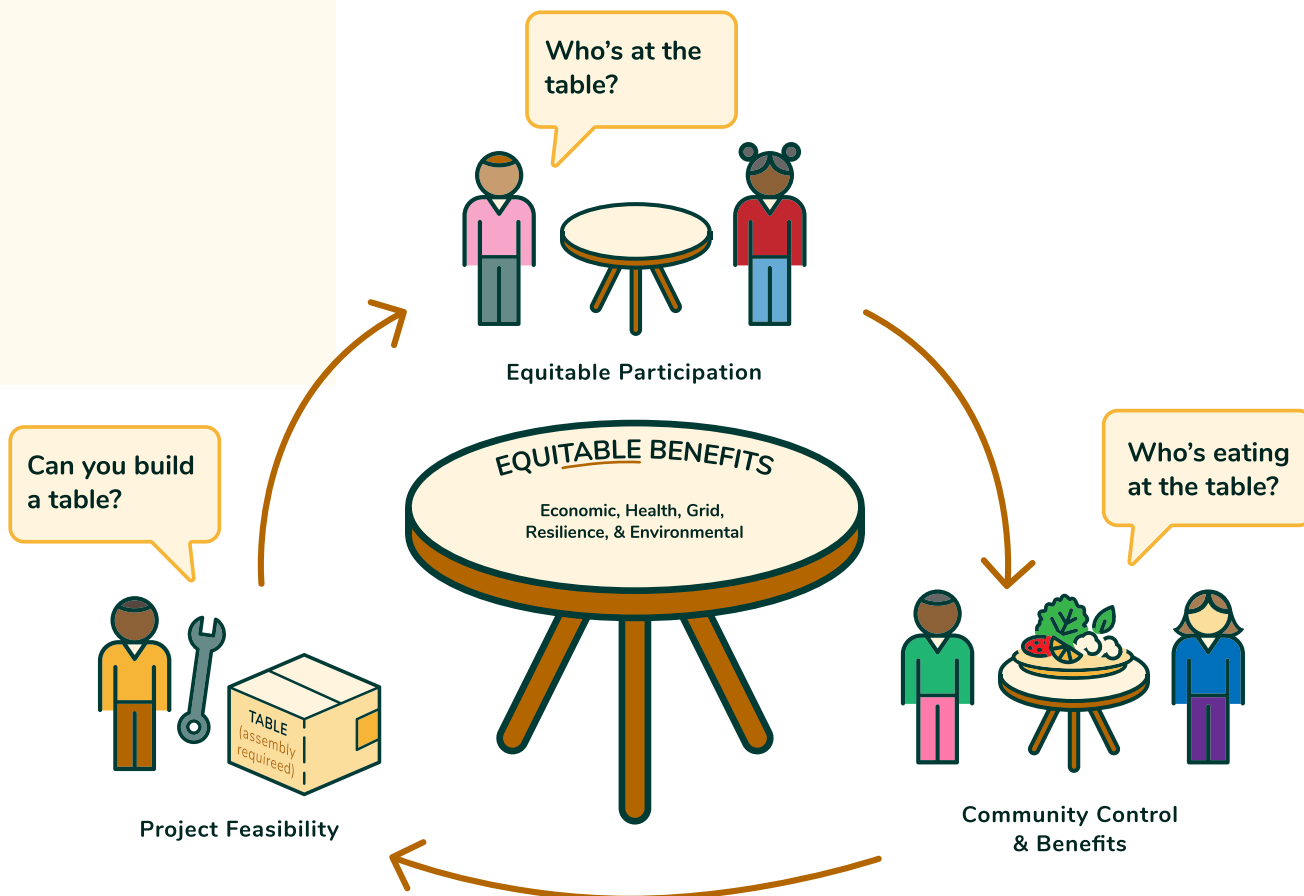 Who's at the
table?
Equitable Participation
Can you build
a table?
EQUITABLE BENEFITS
Economic, Health, Grid,
Resilience, & Environmental
Who's eating
at the table?
TABLE
(assembly
requireed)
Project Feasibility
Community Control
& Benefits